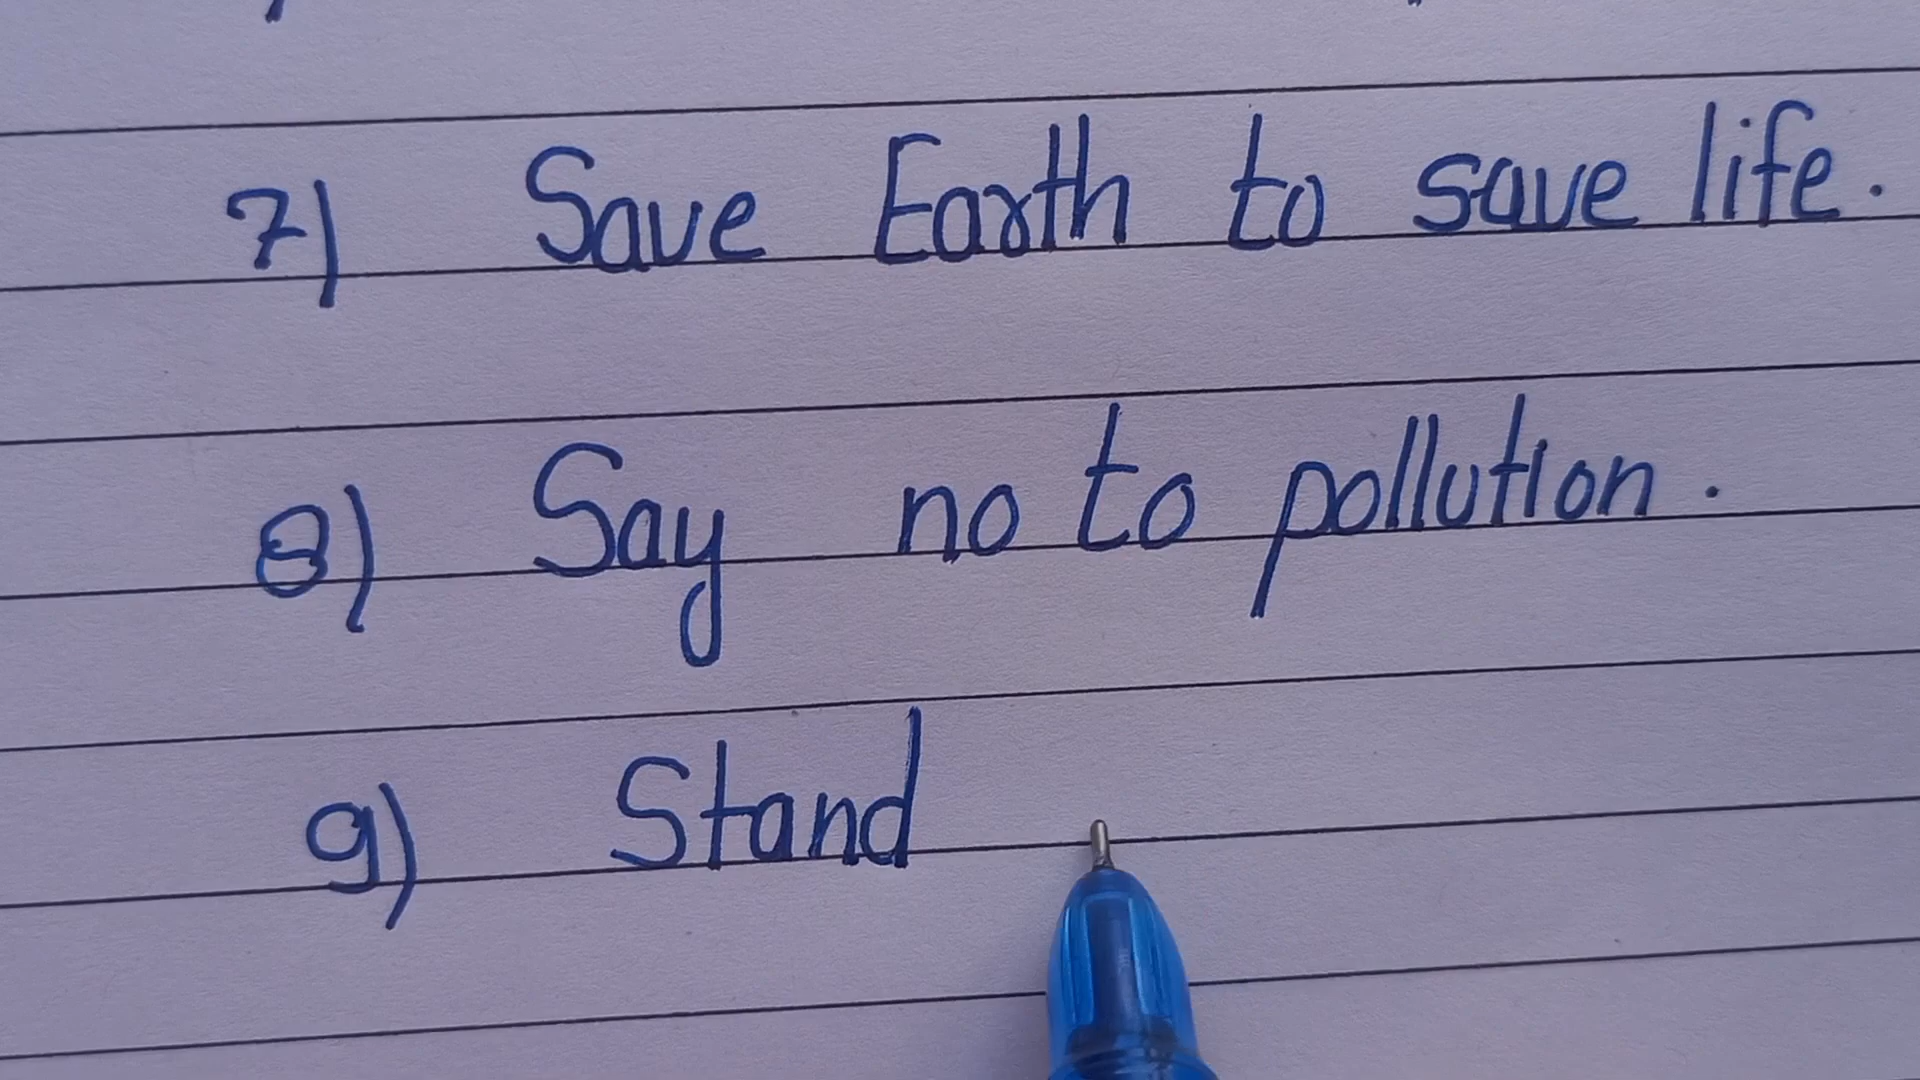 7) Save Earth to save life.
8) Say no to pollution.
9) Stand